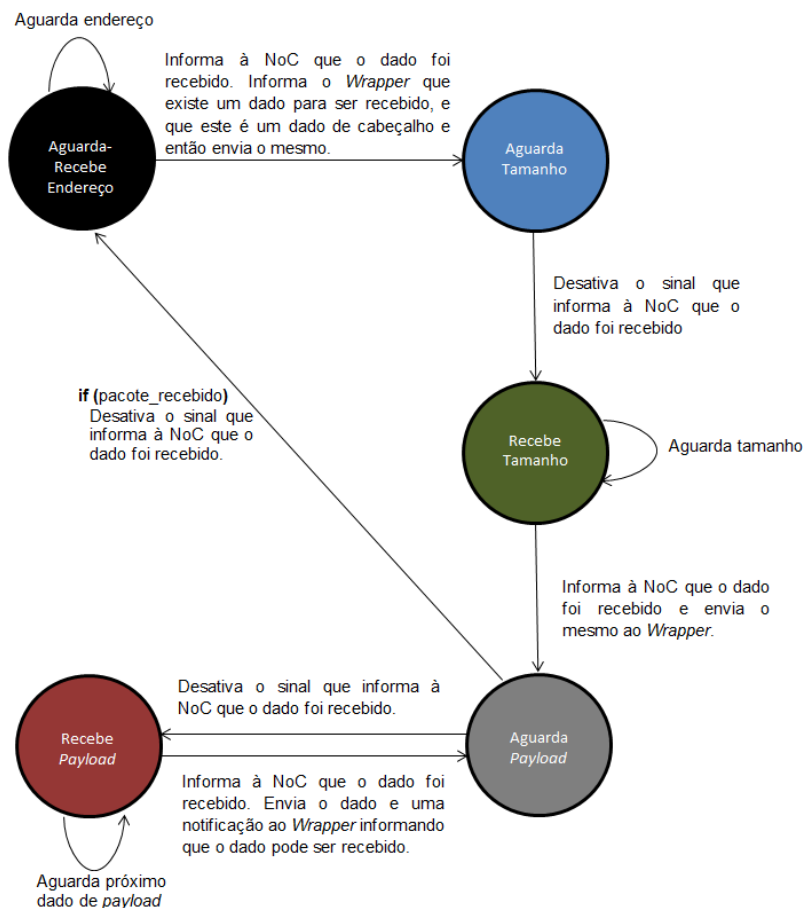 Aguarda endereço
Informa à NoC que o dado foi
recebido. Informa o Wrapper que
existe um dado para ser recebido, e
que este é um dado de cabeçalho e
então envia o mesmo.
Aguarda-
Recebe
Endereço
Aguarda
Tamanho
Desativa o sinal que
informa à NoC que o
dado foi recebido
if (pacote_recebido)
Desativa o sinal que
informa à NoC que o
dado foi recebido.
Recebe
Tamanho
Aguarda tamanho
Informa à NoC que o dado
foi recebido e envia o
mesmo ao Wrapper.
Desativa o sinal que informa à
NoC que o dado foi recebido.
Recebe
Payload
Aguarda
Payload
Informa à NoC que o dado foi
recebido. Envia o dado e uma
notificação ao Wrapper informando
que o dado pode ser recebido.
Aguarda próximo
dado de payload